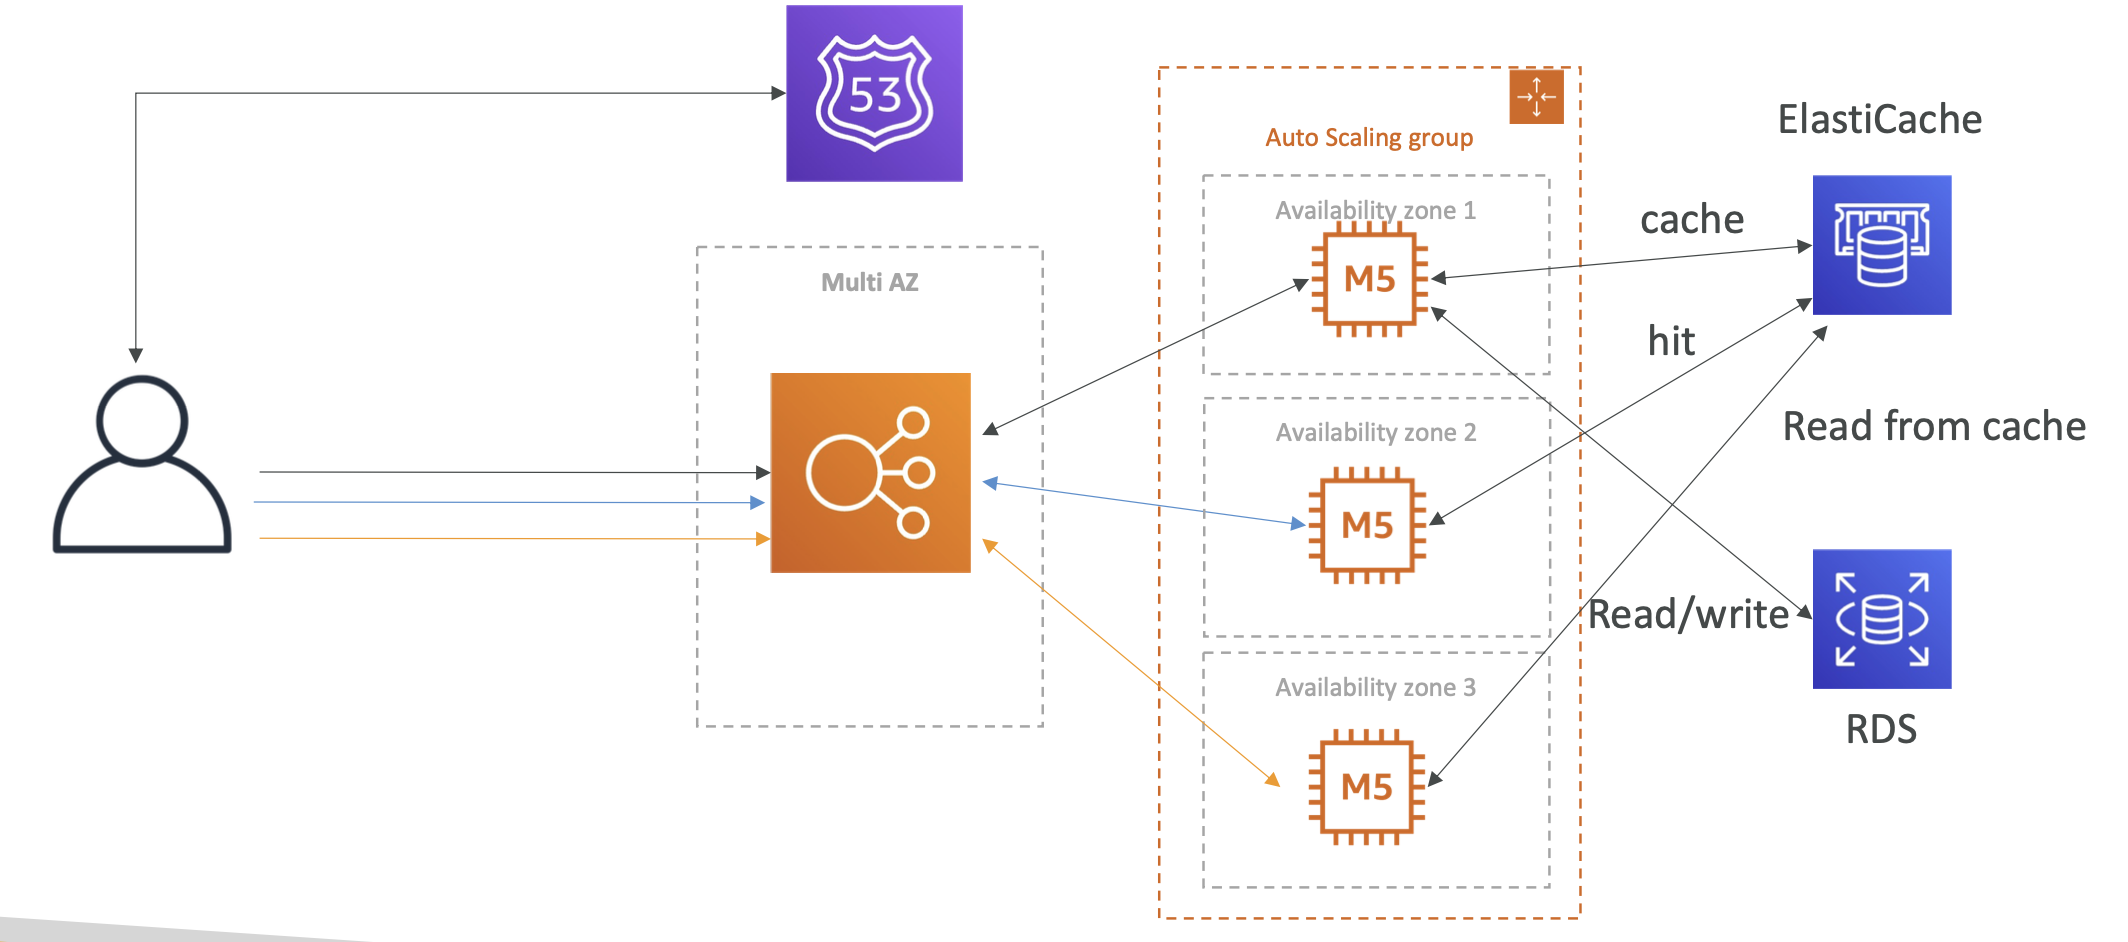 53
Auto Scaling group
ElastiCache
Availability zone 1
cache
M5
Multi AZ
hit
Availability zone 2
Read from cache
M5
Read/write
Availability zone 3
RDS
M5